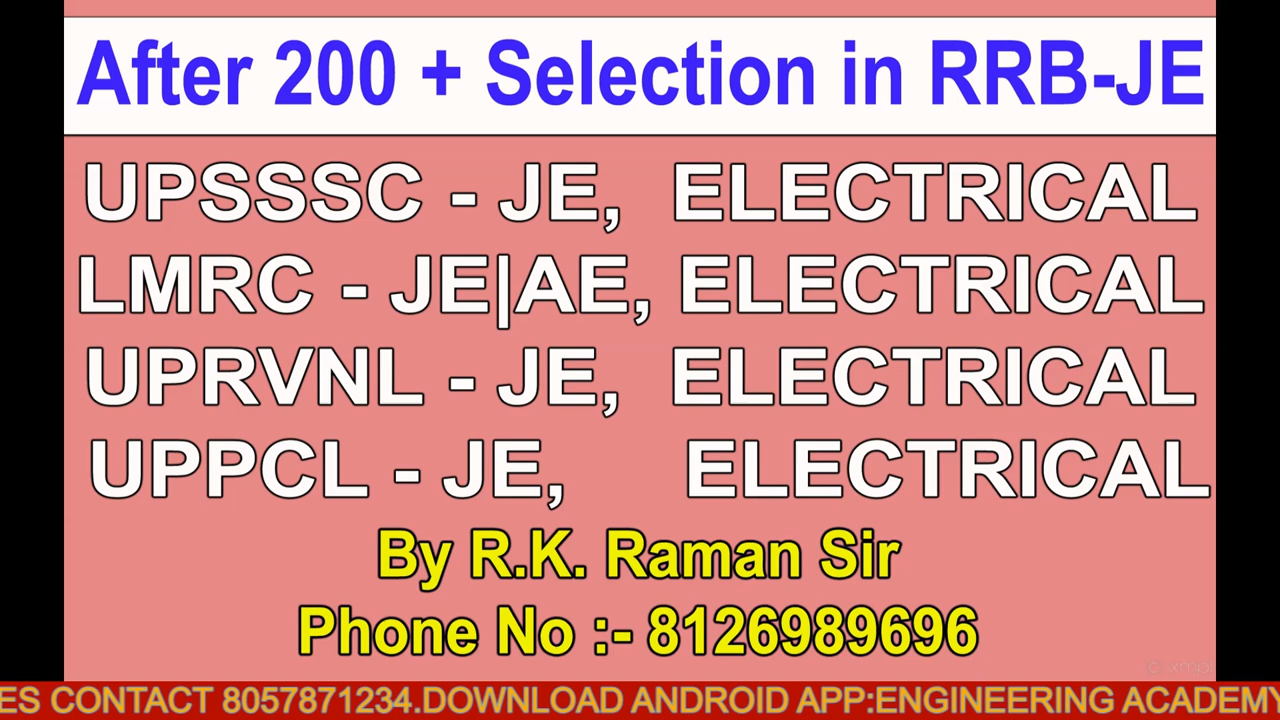 After 200 + Selection in RRB-JE
UPSSSC - JE, ELECTRICAL
LMRC - JE|AE, ELECTRICAL
UPRVNL - JE, ELECTRICAL
UPPCL - JE, ELECTRICAL
By R.K. Raman Sir
Phone No :- 8126989696
ES CONTACT 8057871234.DOWNLOAD ANDROID APP:ENGINEERING ACADEMY